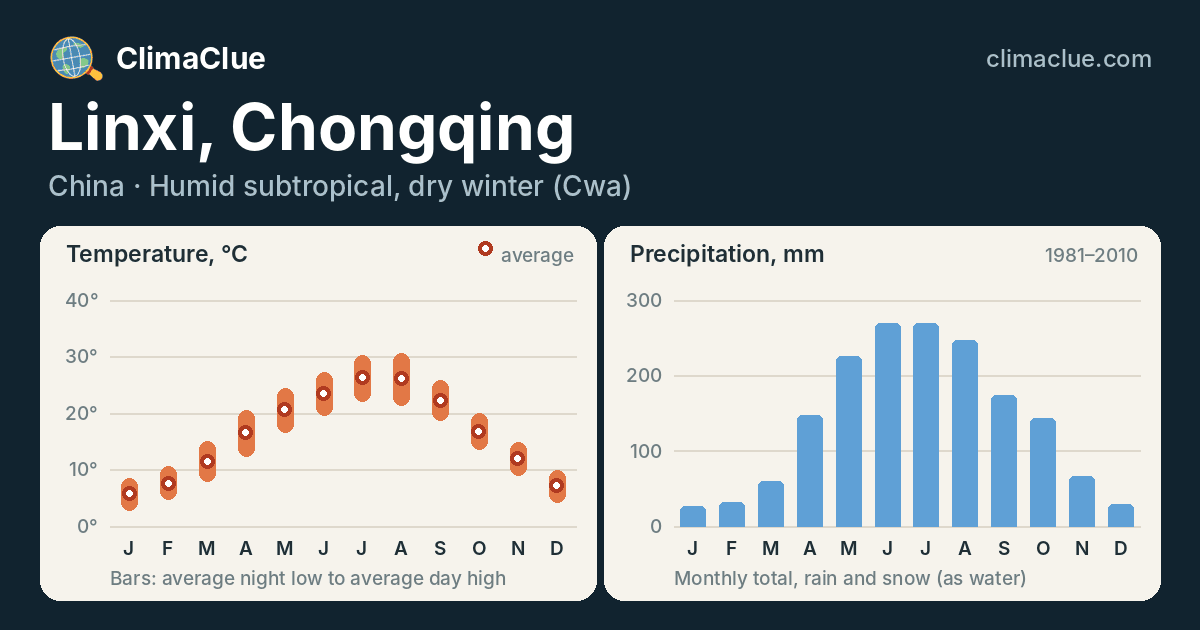 ClimaClue
climaclue.com
Linxi, Chongqing
China · Humid subtropical, dry winter (Cwa)
Temperature, °C
average
40°
30°
20°
10°
0°
J F M A M J J A S O N D
Bars: average night low to average day high
Precipitation, mm
1981–2010
300
200
100
0
J F M A M J J A S O N D
Monthly total, rain and snow (as water)